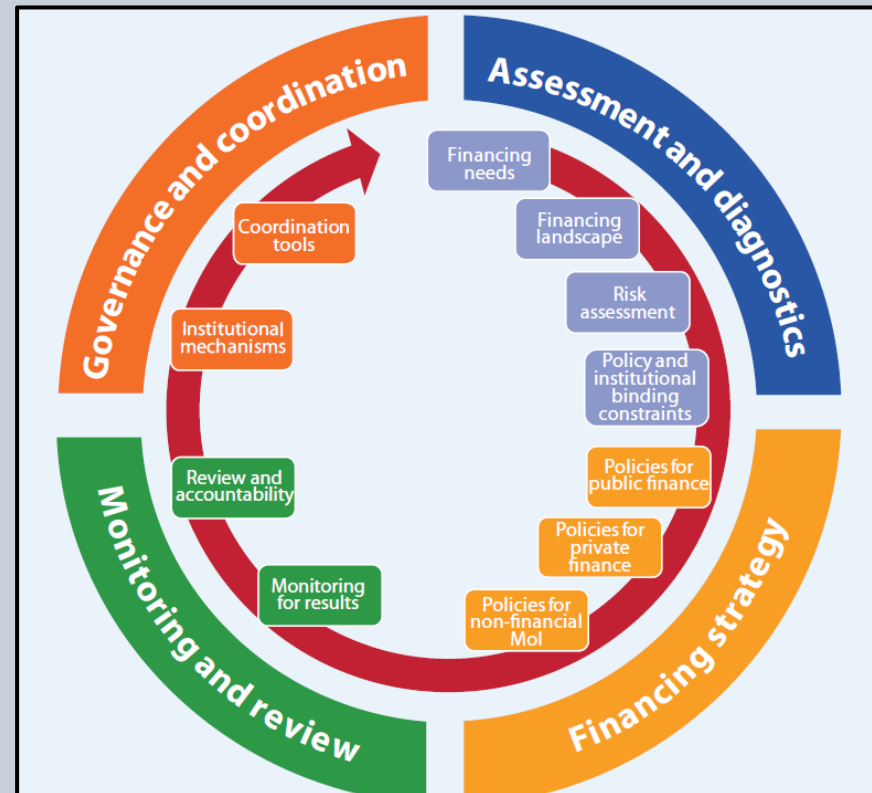 Assessment and diagnostics
Financing
needs
Financing
landscape
Risk
assessment
Policy and
institutional
binding
constraints
Financing strategy
Policies for
public finance
Policies for
private
finance
Policies for
non-financial
MoI
Monitoring and review
Monitoring
for results
Review and
accountability
Governance and coordination
Institutional
mechanisms
Coordination
tools